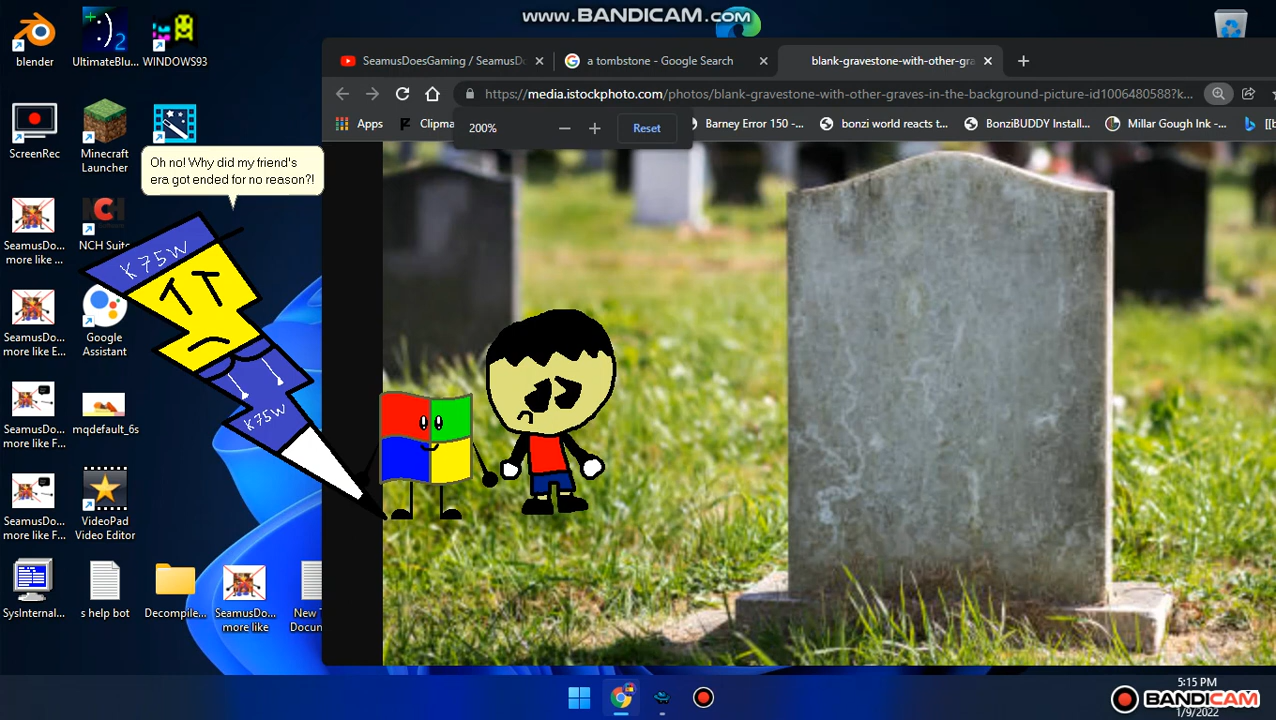 www.BANDICAM.com
blender
UltimateBlu...
WINDOWS93
SeamusDoesGaming / SeamusDo
a tombstone - Google Search
blank-gravestone-with-other-gra
https://media.istockphoto.com/photos/blank-gravestone-with-other-graves-in-the-background-picture-id1006480588?k...
Apps
Clipma
200%
Reset
Barney Error 150 -...
boneworld reacts t...
BonziBUDDY Install...
Millar Gough Ink -...
ScreenRec
Minecraft
Launcher
Oh no! Why did my friend's
era got ended for no reason?!
SeamusDo...
more like ...
NCH Suite
K75W
SeamusDo...
more like E...
Google
Assistant
K75W
SeamusDo...
more like F...
mqdefault_6s
SeamusDo...
more like F...
VideoPad
Video Editor
SysInternal...
s help bot
Decompile...
SeamusDo...
more like
New
Docun
5:15 PM
1/9/2022
BANDICAM